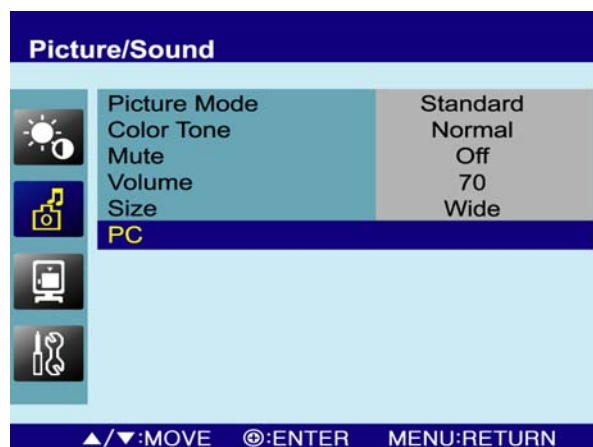 Picture/Sound
Picture Mode Standard
Color Tone Normal
Mute Off
Volume 70
Size Wide
PC
▲/▼:MOVE ⊕:ENTER MENU:RETURN